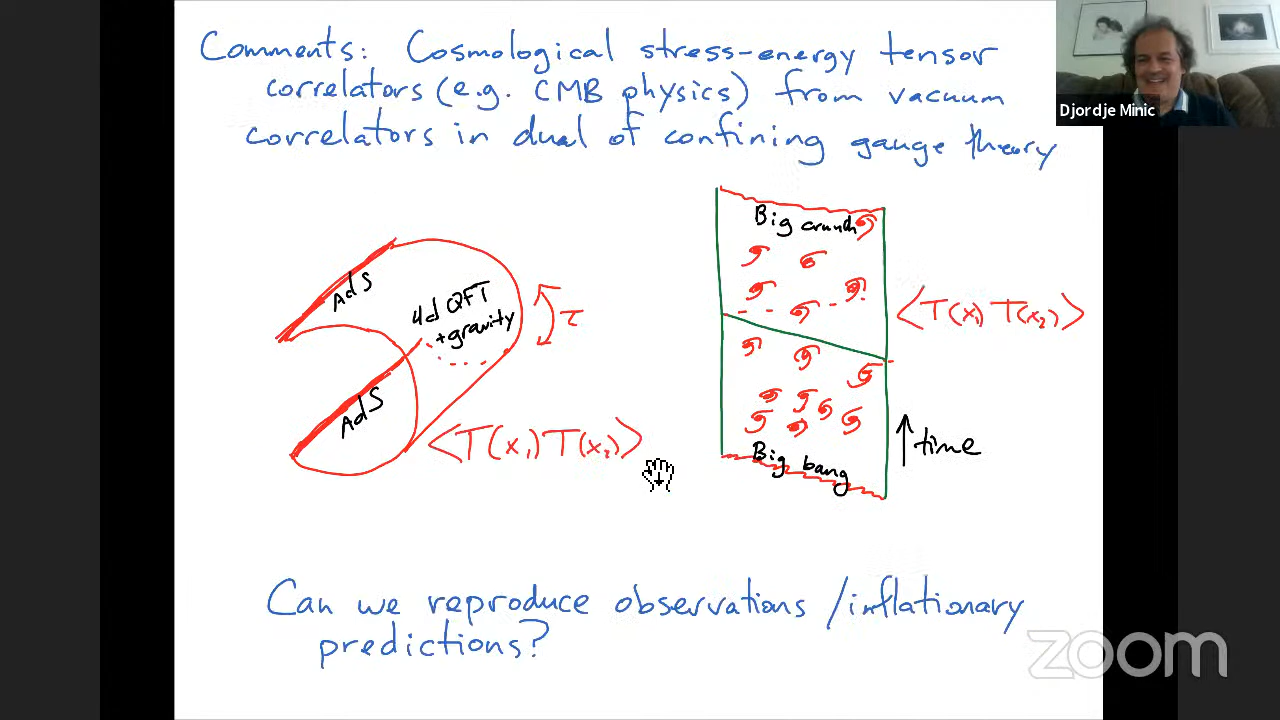 Comments: Cosmological stress-energy tensor
correlators (e.g. CMB physics) from vacuum
correlators in dual of confining gauge theory
Djordje Minic
AdS
4d QFT
+gravity
τ
AdS
<T(x₁) T(x₂)>
Big crunch
<T(x₁) T(x₂)>
Big bang
↑ time
Can we reproduce observations /inflationary
predictions?
zoom